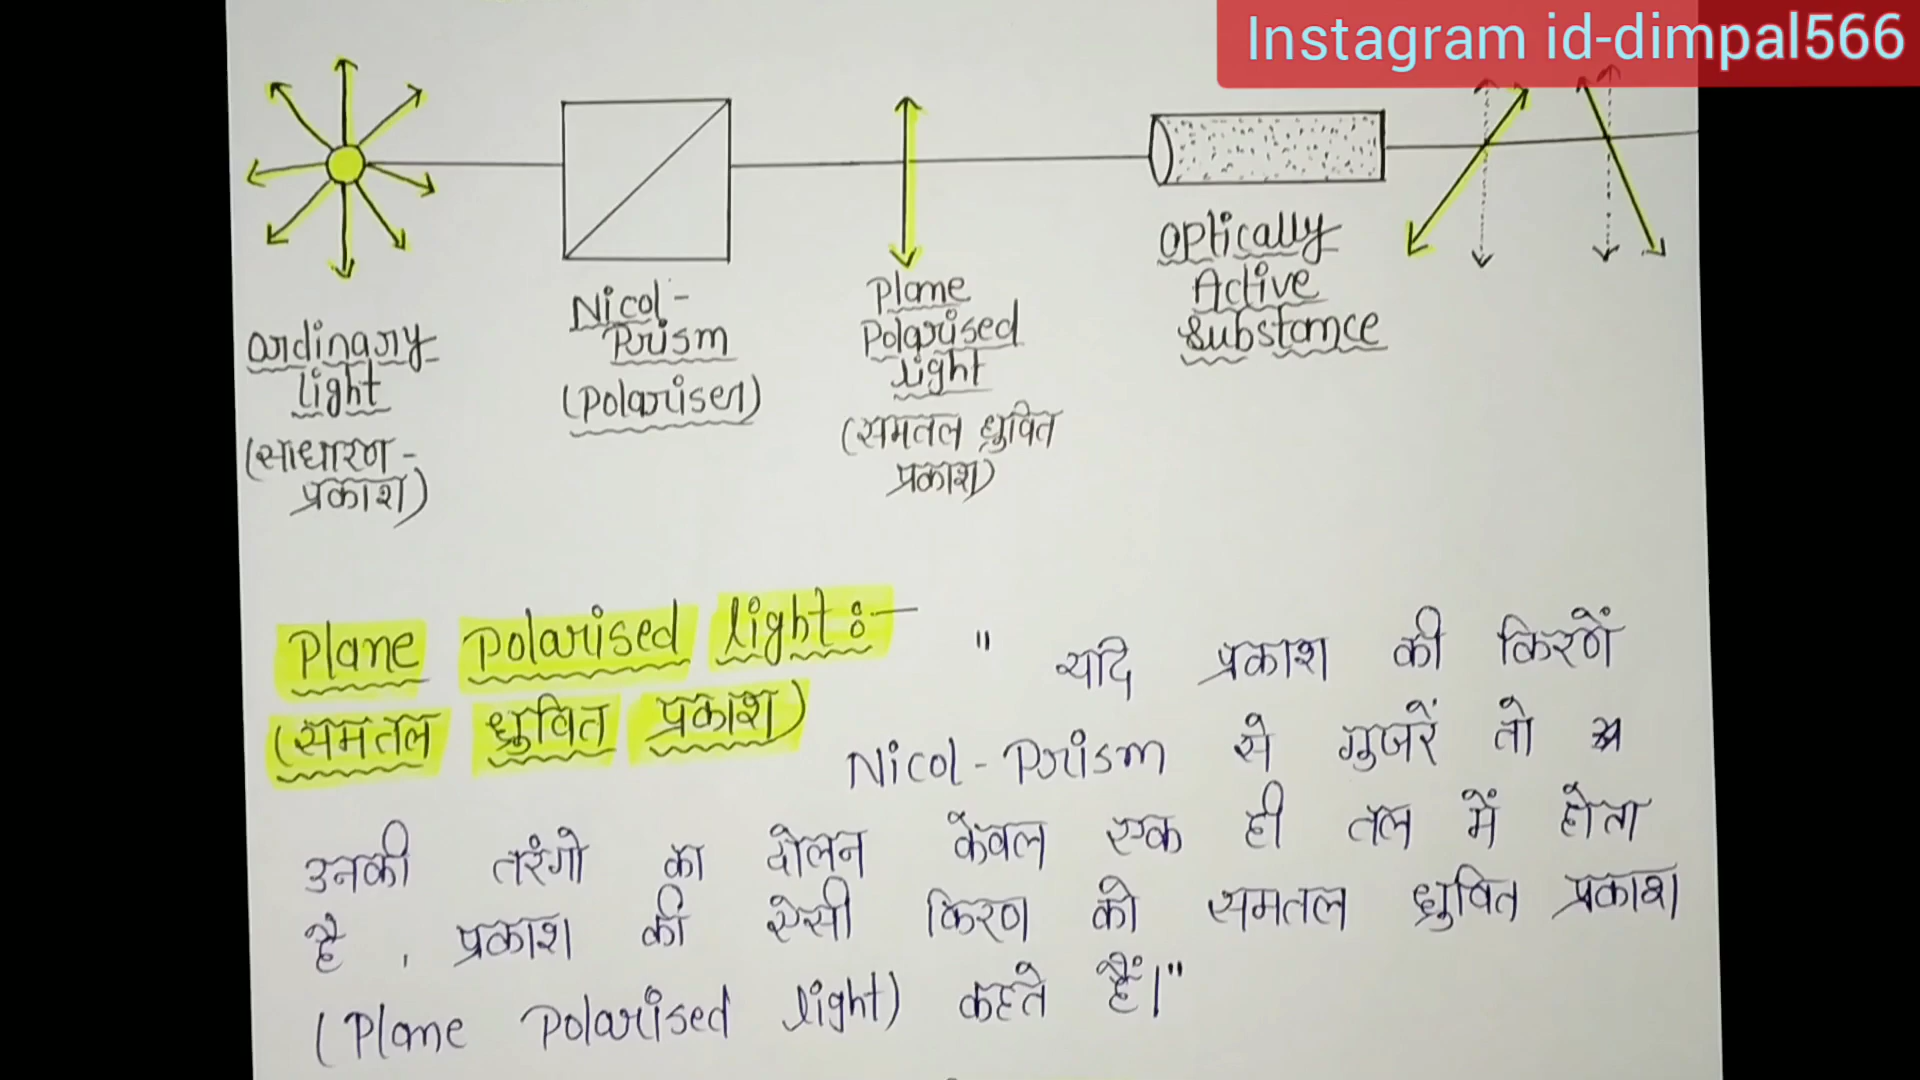 Instagram id-dimpal566
ordinary
light
(साधारण-
प्रकाश)
Nicol-
Prism
(Polariser)
Plane
Polarised
light
(समतल ध्रुवित
प्रकाश)
Optically
Active
Substance
Plane Polarised light:-
(समतल ध्रुवित प्रकाश)
" यदि प्रकाश की किरणें
Nicol-Prism से गुजरें तो
उनकी तरंगो का दोलन केवल एक ही तल में होता
है, प्रकाश की ऐसी किरण को समतल ध्रुवित प्रकाश
(Plane Polarised light) कहते हैं।"